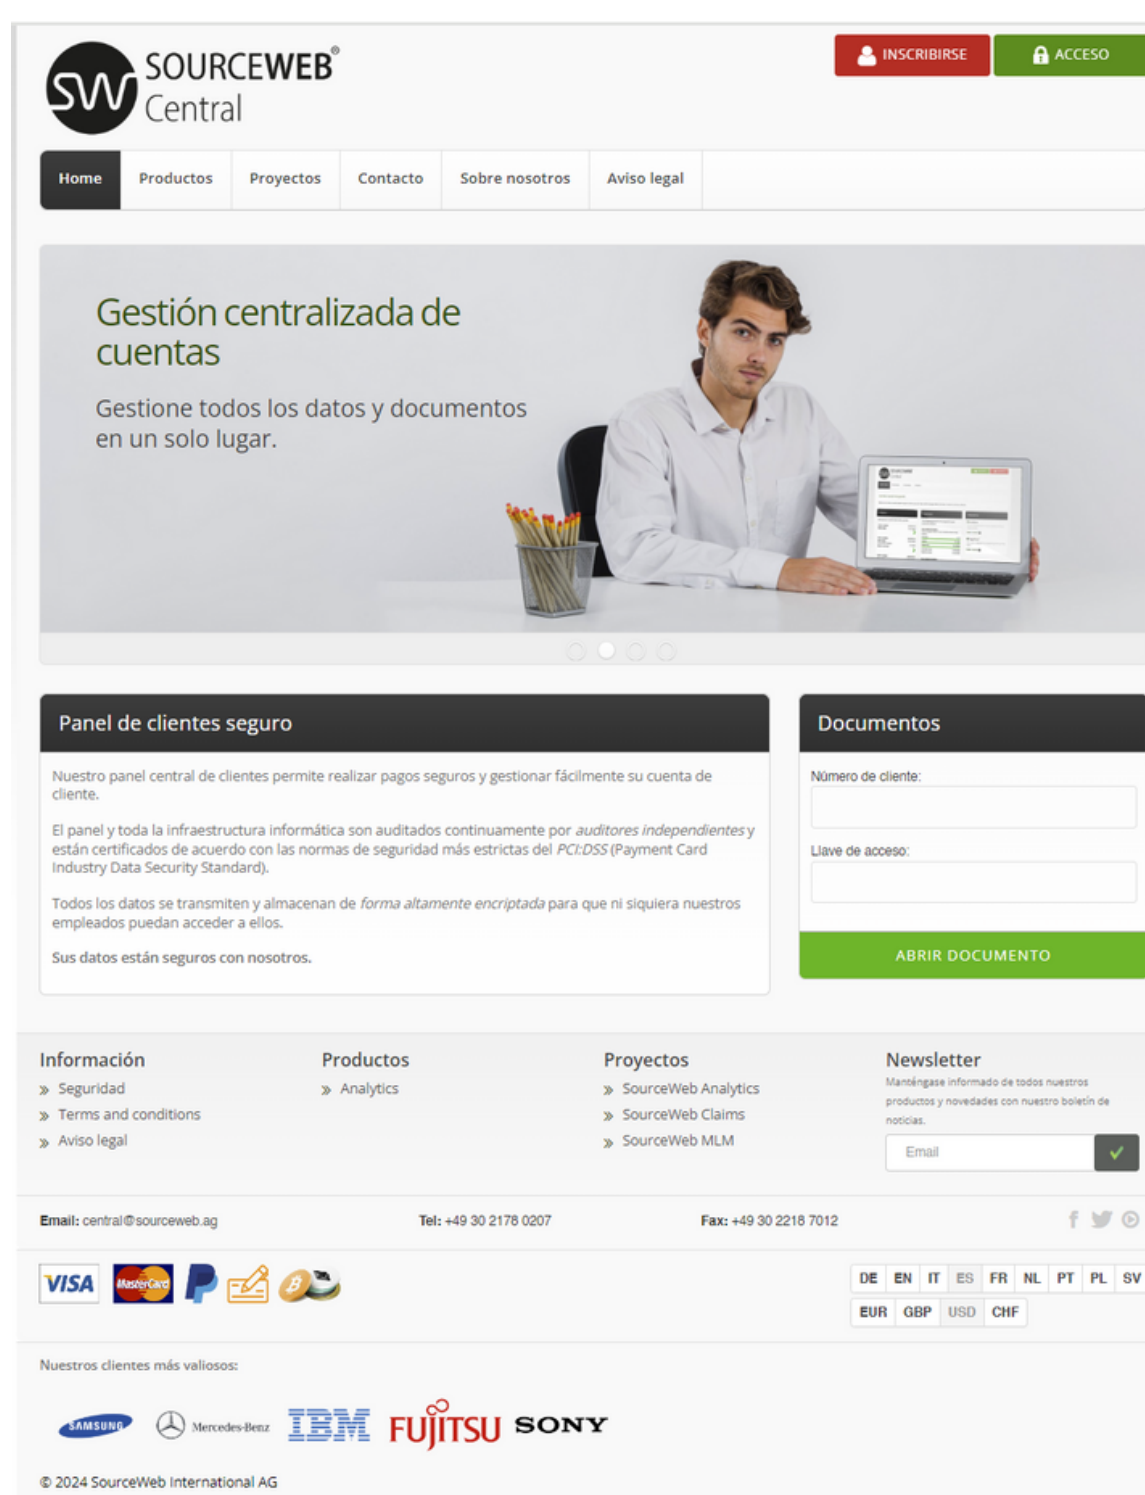 SOURCEWEB®
Central
INSCRIBIRSE
ACCESO
Home
Productos
Proyectos
Contacto
Sobre nosotros
Aviso legal
Gestión centralizada de
cuentas
Gestione todos los datos y documentos
en un solo lugar.
Panel de clientes seguro
Nuestro panel central de clientes permite realizar pagos seguros y gestionar fácilmente su cuenta de
cliente.
El panel y toda la infraestructura informática son auditados continuamente por auditores independientes y
están certificados de acuerdo con las normas de seguridad más estrictas del PCI:DSS (Payment Card
Industry Data Security Standard).
Todos los datos se transmiten y almacenan de forma altamente encriptada para que ni siquiera nuestros
empleados puedan acceder a ellos.
Sus datos están seguros con nosotros.
Documentos
Número de cliente:
Llave de acceso:
ABRIR DOCUMENTO
Información
» Seguridad
» Terms and conditions
» Aviso legal
Productos
» Analytics
Proyectos
» SourceWeb Analytics
» SourceWeb Claims
» SourceWeb MLM
Newsletter
Manténgase informado de todos nuestros
productos y novedades con nuestro boletín de
noticias.
Email
Email: central@sourceweb.ag
Tel: +49 30 2178 0207
Fax: +49 30 2218 7012
VISA
MasterCard
DE EN IT ES FR NL PT PL SV
EUR GBP USD CHF
Nuestros clientes más valiosos:
SAMSUNG
Mercedes-Benz
IBM
FUJITSU
SONY
© 2024 SourceWeb International AG